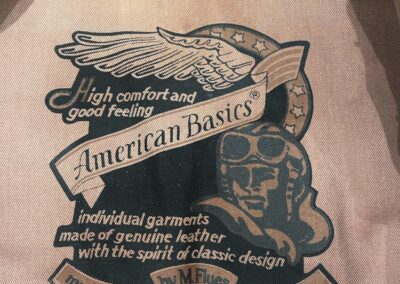 High comfort and
good feeling
American Basics®
individual garments
made of genuine leather
with the spirit of classic design
by M.Flues